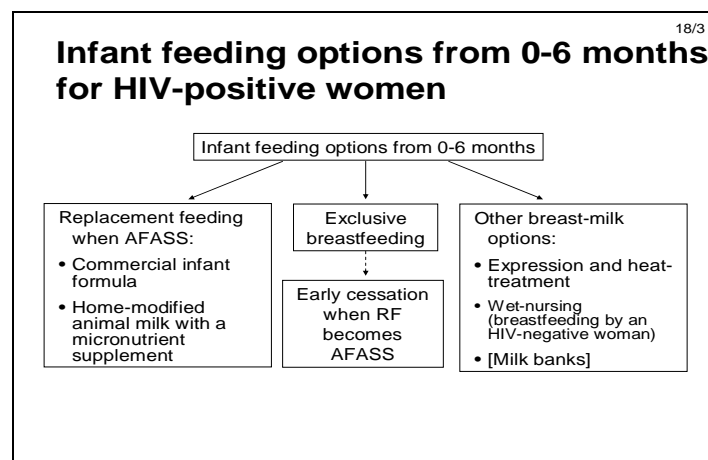 18/3
Infant feeding options from 0-6 months
for HIV-positive women
Infant feeding options from 0-6 months
Replacement feeding
when AFASS:
• Commercial infant
formula
• Home-modified
animal milk with a
micronutrient
supplement
Exclusive
breastfeeding
Early cessation
when RF
becomes
AFASS
Other breast-milk
options:
• Expression and heat-
treatment
• Wet-nursing
(breastfeeding by an
HIV-negative woman)
• [Milk banks]